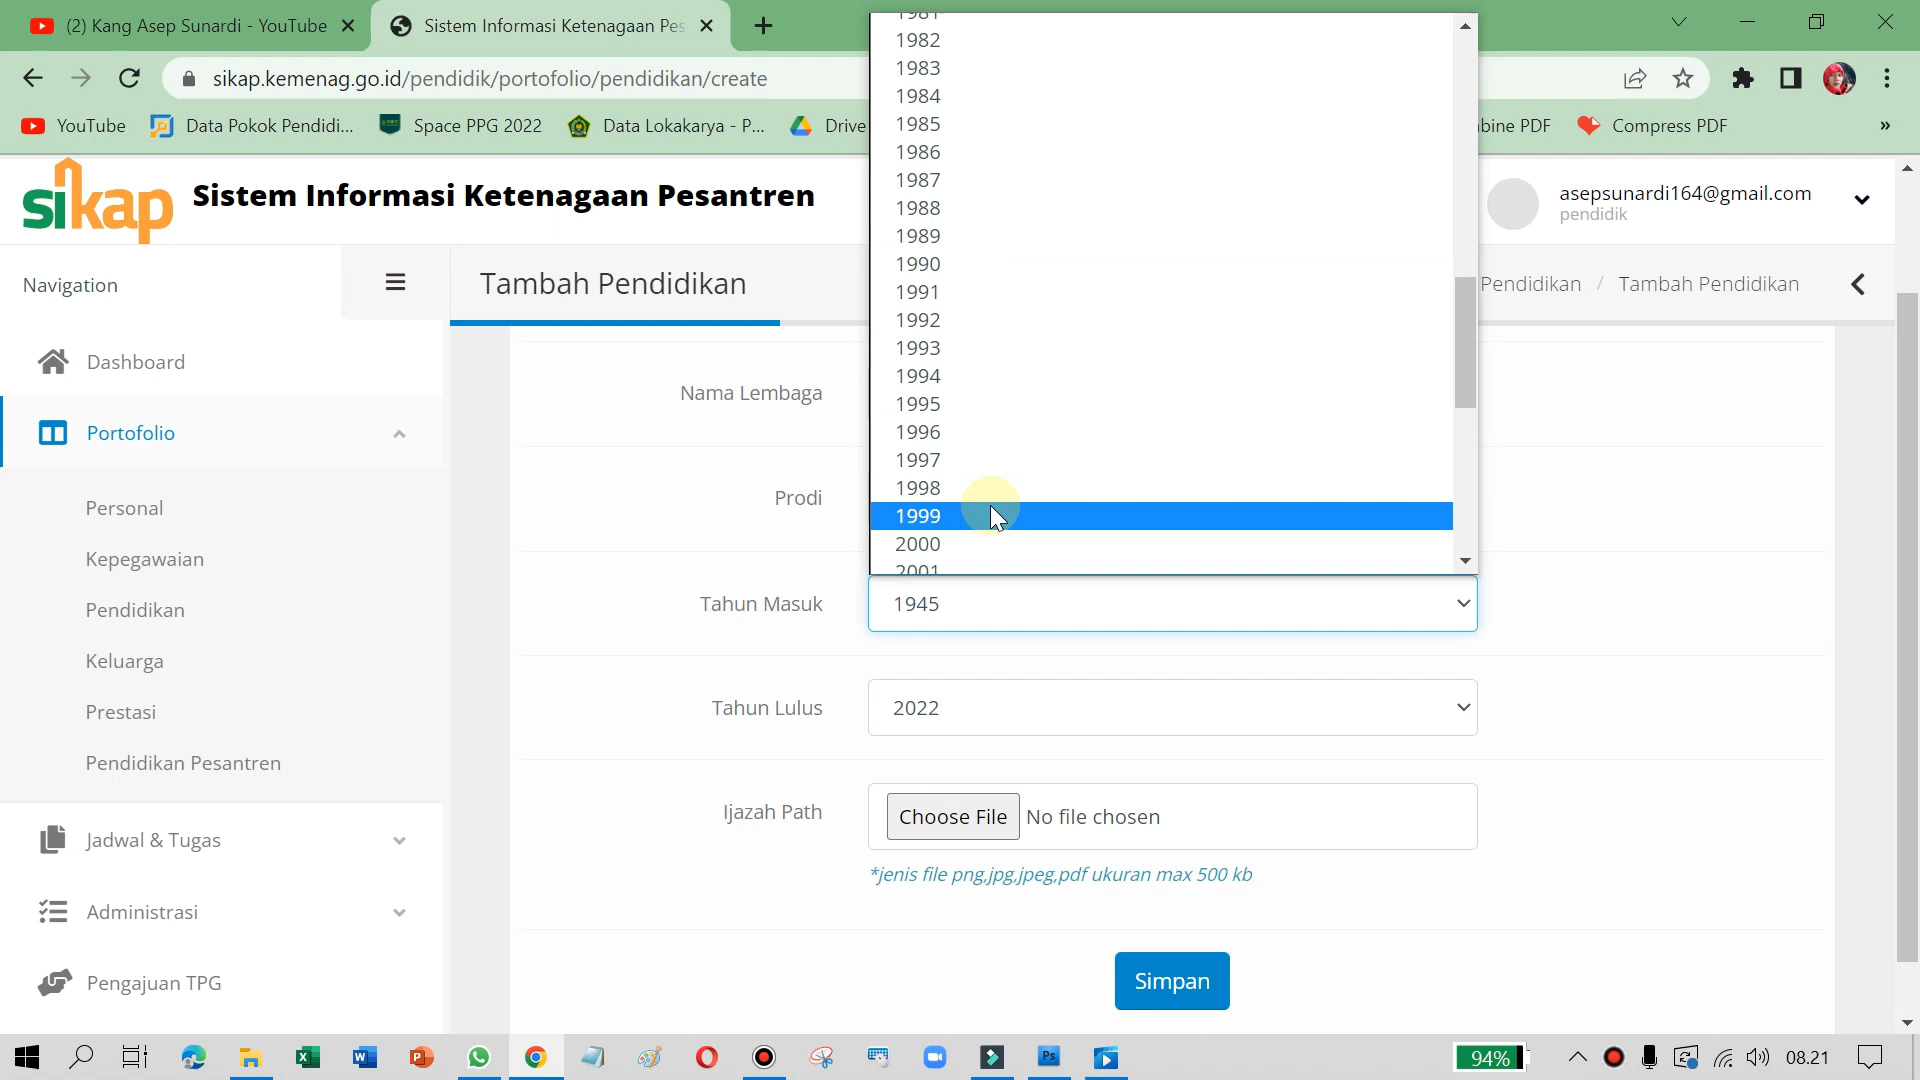 (2) Kang Asep Sunardi - YouTube
Sistem Informasi Ketenagaan Pes
sikap.kemenag.go.id/pendidik/portofolio/pendidikan/create
YouTube
Data Pokok Pendidi...
Space PPG 2022
Data Lokakarya - P...
Drive
bine PDF
Compress PDF
»
sikap
Sistem Informasi Ketenagaan Pesantren
asepsunardi164@gmail.com
pendidik
Navigation
Tambah Pendidikan
Pendidikan / Tambah Pendidikan
Dashboard
Portofolio
Personal
Kepegawaian
Pendidikan
Keluarga
Prestasi
Pendidikan Pesantren
Jadwal & Tugas
Administrasi
Pengajuan TPG
Nama Lembaga
Prodi
1981
1982
1983
1984
1985
1986
1987
1988
1989
1990
1991
1992
1993
1994
1995
1996
1997
1998
1999
2000
2001
Tahun Masuk
1945
Tahun Lulus
2022
Ijazah Path
Choose File No file chosen
*jenis file png,jpg,jpeg,pdf ukuran max 500 kb
Simpan
94%
08.21